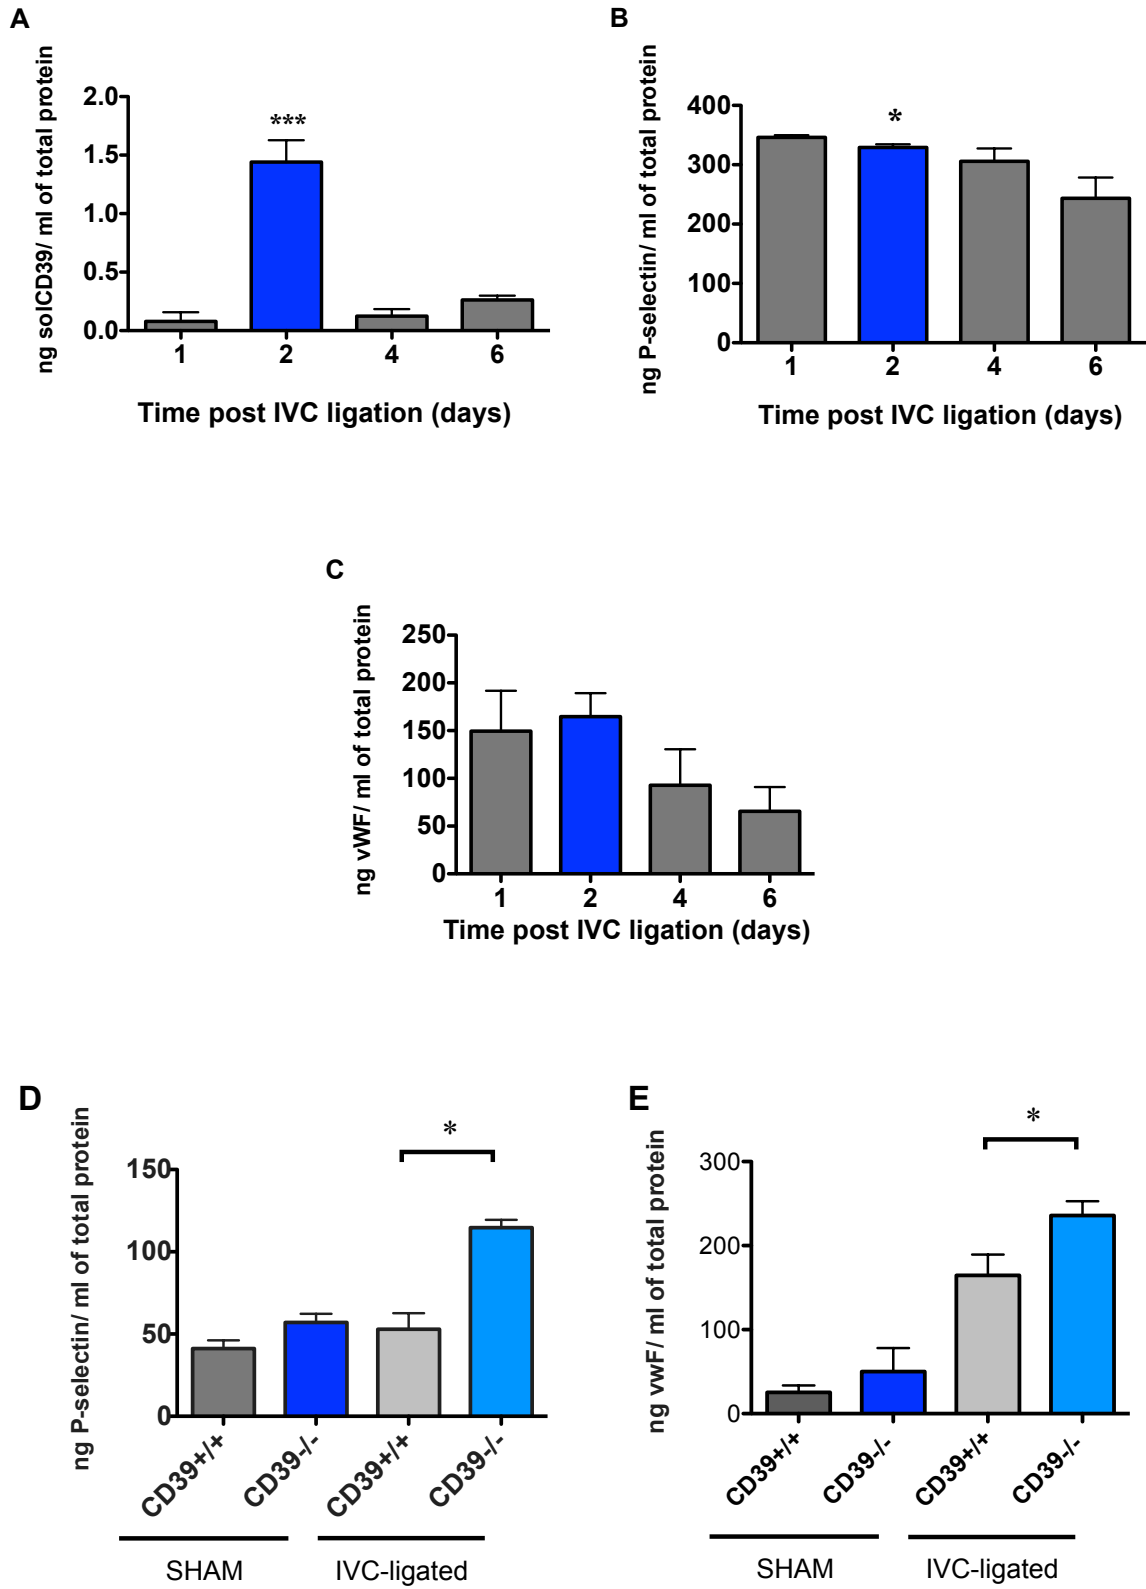 A
ng solCD39/ ml of total protein
2.0
1.5
1.0
0.5
0.0
***
1 2 4 6
Time post IVC ligation (days)
B
ng P-selectin/ ml of total protein
400
300
200
100
0
*
1 2 4 6
Time post IVC ligation (days)
C
ng vWF/ ml of total protein
250
200
150
100
50
0
1 2 4 6
Time post IVC ligation (days)
D
ng P-selectin/ ml of total protein
150
100
50
0
*
CD39+/+ CD39-/- CD39+/+ CD39-/-
SHAM IVC-ligated
E
ng vwF/ ml of total protein
300
200
100
0
*
CD39+/+ CD39-/- CD39+/+ CD39-/-
SHAM IVC-ligated